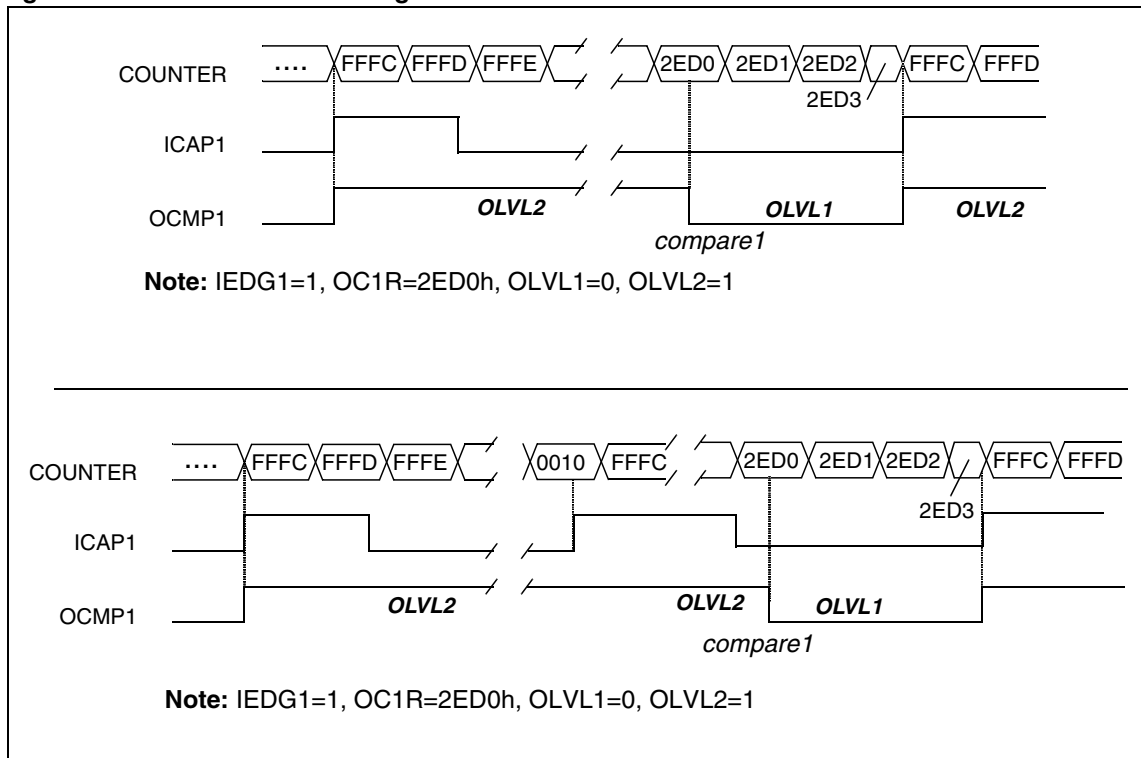 COUNTER .... FFFC FFFD FFFE 2ED0 2ED1 2ED2 FFFC FFFD
2ED3
ICAP1
OLVL2 OLVL1 OLVL2
OCMP1
compare1
Note: IEDG1=1, OC1R=2ED0h, OLVL1=0, OLVL2=1
COUNTER .... FFFC FFFD FFFE 0010 FFFC 2ED0 2ED1 2ED2 FFFC FFFD
2ED3
ICAP1
OLVL2 OLVL2 OLVL1
OCMP1
compare1
Note: IEDG1=1, OC1R=2ED0h, OLVL1=0, OLVL2=1